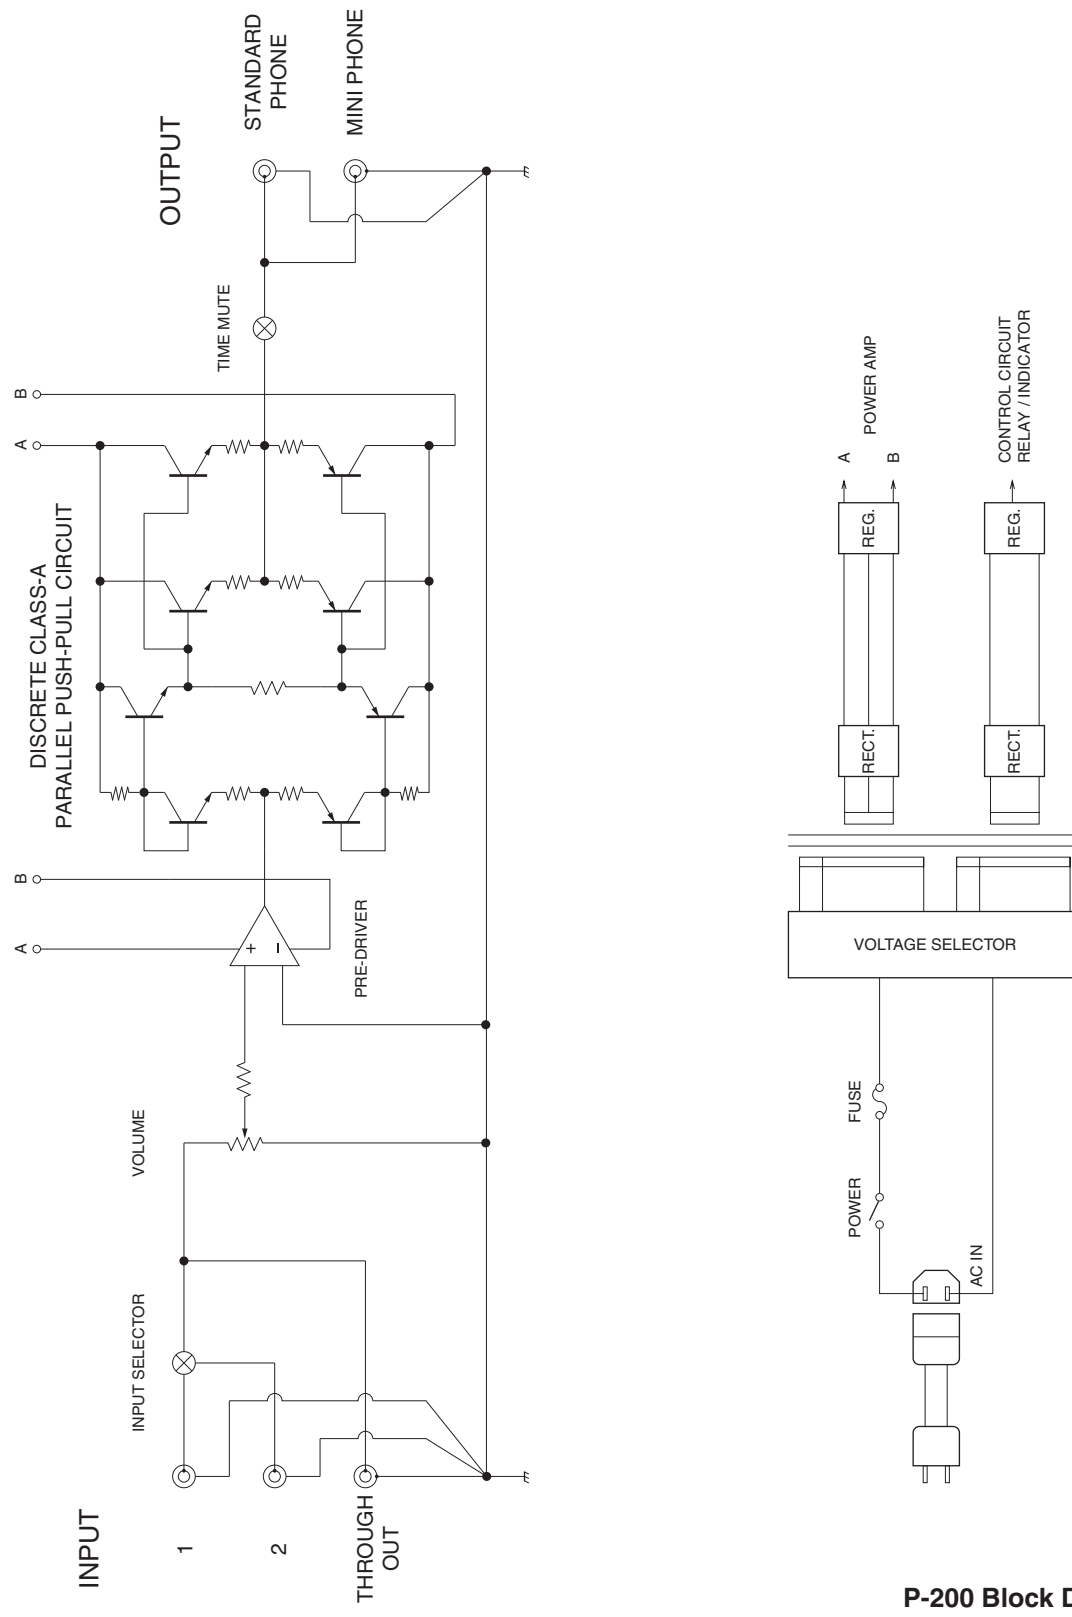 INPUT
1
2
THROUGH
OUT
INPUT SELECTOR
VOLUME
A
B
+
−
PRE-DRIVER
DISCRETE CLASS-A
PARALLEL PUSH-PULL CIRCUIT
A
B
TIME MUTE
OUTPUT
STANDARD
PHONE
MINI PHONE
AC IN
POWER
FUSE
VOLTAGE SELECTOR
RECT.
REG.
A
B
POWER AMP
RECT.
REG.
CONTROL CIRCUIT
RELAY / INDICATOR
P-200 Block D